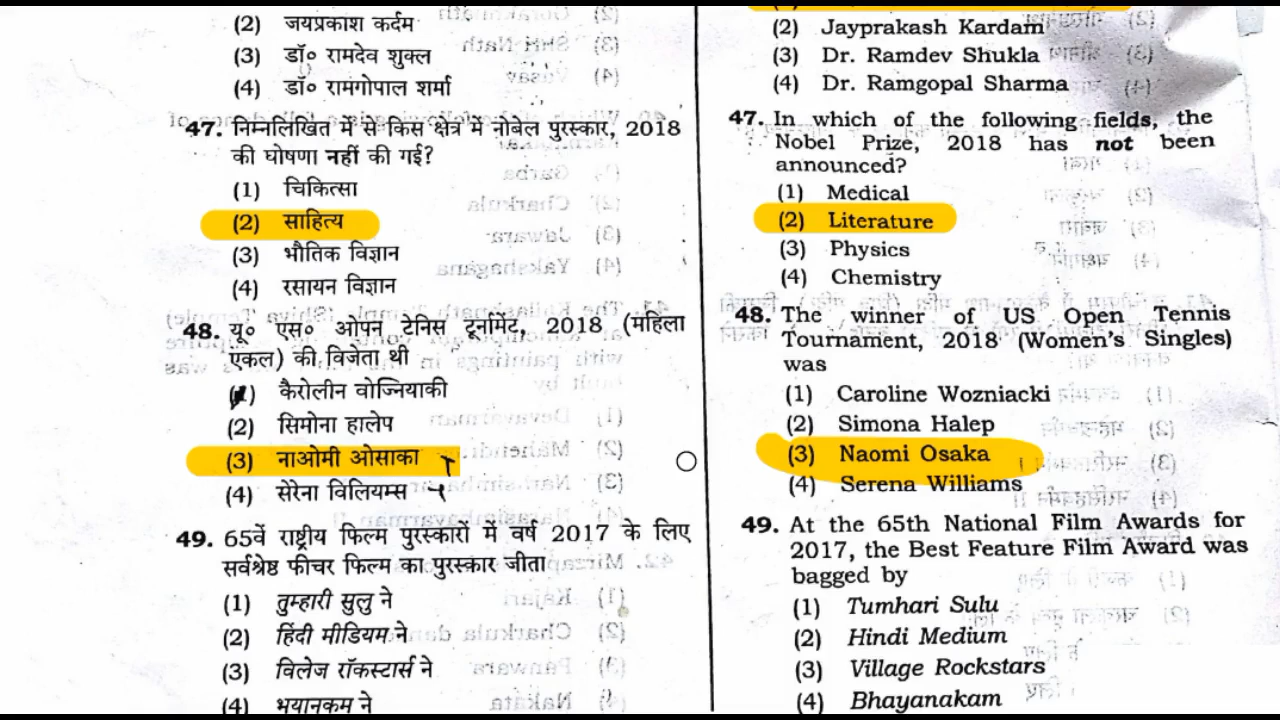 (2) जयप्रकाश कर्दम
(3) डॉ० रामदेव शुक्ल
(4) डॉ० रामगोपाल शर्मा
47. निम्नलिखित में से किस क्षेत्र में नोबेल पुरस्कार, 2018
की घोषणा नहीं की गई?
(1) चिकित्सा
(2) साहित्य
(3) भौतिक विज्ञान
(4) रसायन विज्ञान
48. यू० एस० ओपन टेनिस टूर्नामेंट, 2018 (महिला
एकल) की विजेता थी
(1) कैरोलीन वोज्नियाकी
(2) सिमोना हालेप
(3) नाओमी ओसाका
(4) सेरेना विलियम्स
49. 65वें राष्ट्रीय फिल्म पुरस्कारों में वर्ष 2017 के लिए
सर्वश्रेष्ठ फीचर फिल्म का पुरस्कार जीता
(1) तुम्हारी सुलु ने
(2) हिंदी मीडियम ने
(3) विलेज रॉकस्टार्स ने
(4) भयानकम ने
(2) Jayprakash Kardam
(3) Dr. Ramdev Shukla
(4) Dr. Ramgopal Sharma
47. In which of the following fields, the
Nobel Prize, 2018 has not been
announced?
(1) Medical
(2) Literature
(3) Physics
(4) Chemistry
48. The winner of US Open Tennis
Tournament, 2018 (Women's Singles)
was
(1) Caroline Wozniacki
(2) Simona Halep
(3) Naomi Osaka
(4) Serena Williams
49. At the 65th National Film Awards for
2017, the Best Feature Film Award was
bagged by
(1) Tumhari Sulu
(2) Hindi Medium
(3) Village Rockstars
(4) Bhayanakam